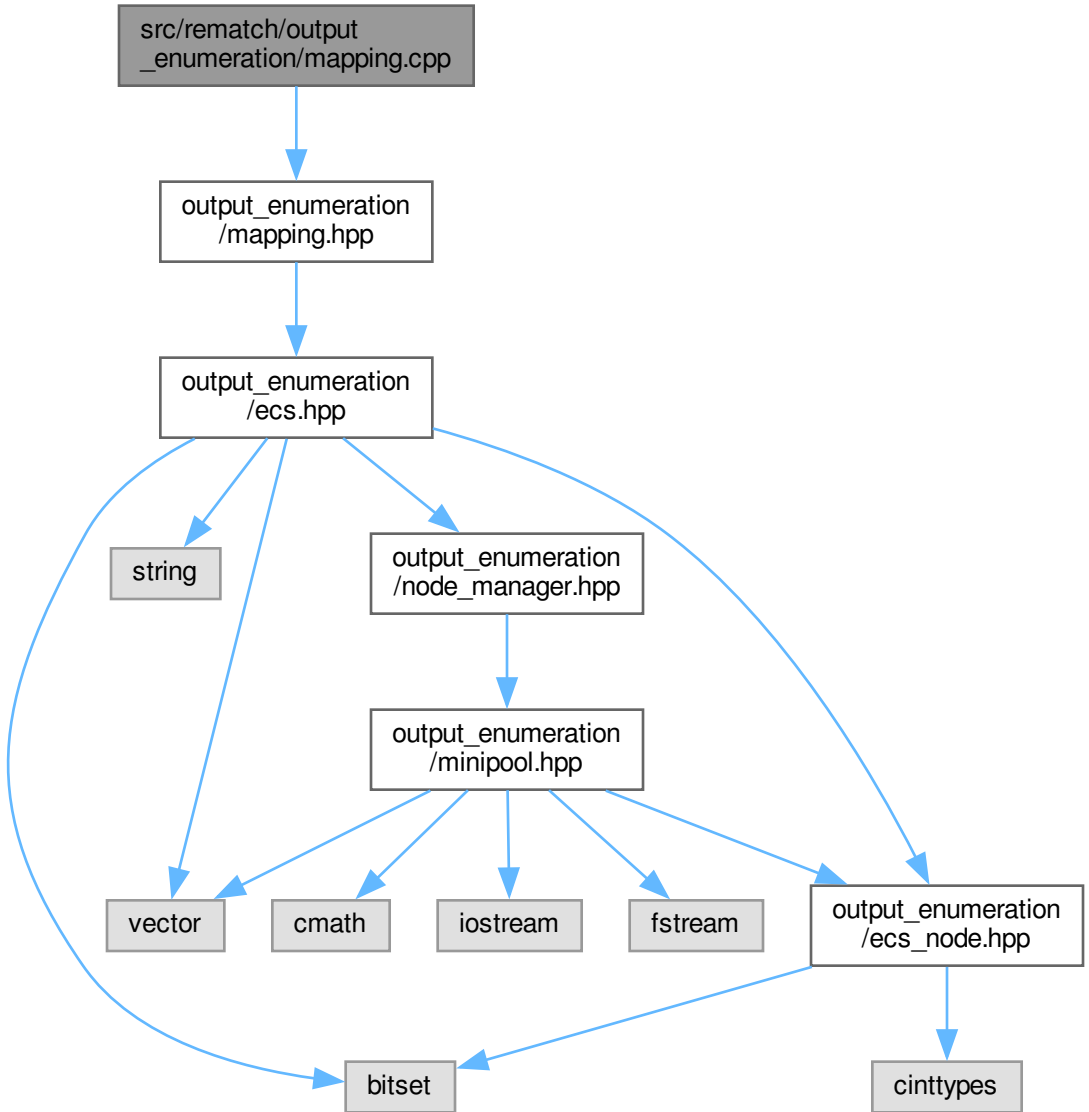 src/rematch/output
_enumeration/mapping.cpp
output_enumeration
/mapping.hpp
output_enumeration
/ecs.hpp
string
output_enumeration
/node_manager.hpp
output_enumeration
/minipool.hpp
vector
cmath
iostream
fstream
output_enumeration
/ecs_node.hpp
bitset
cinttypes